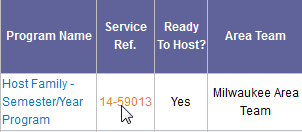 Program Name
Service
Ref.
Ready
To Host?
Area Team
Host Family -
Semester/Year
Program
14-59013
Yes
Milwaukee Area
Team